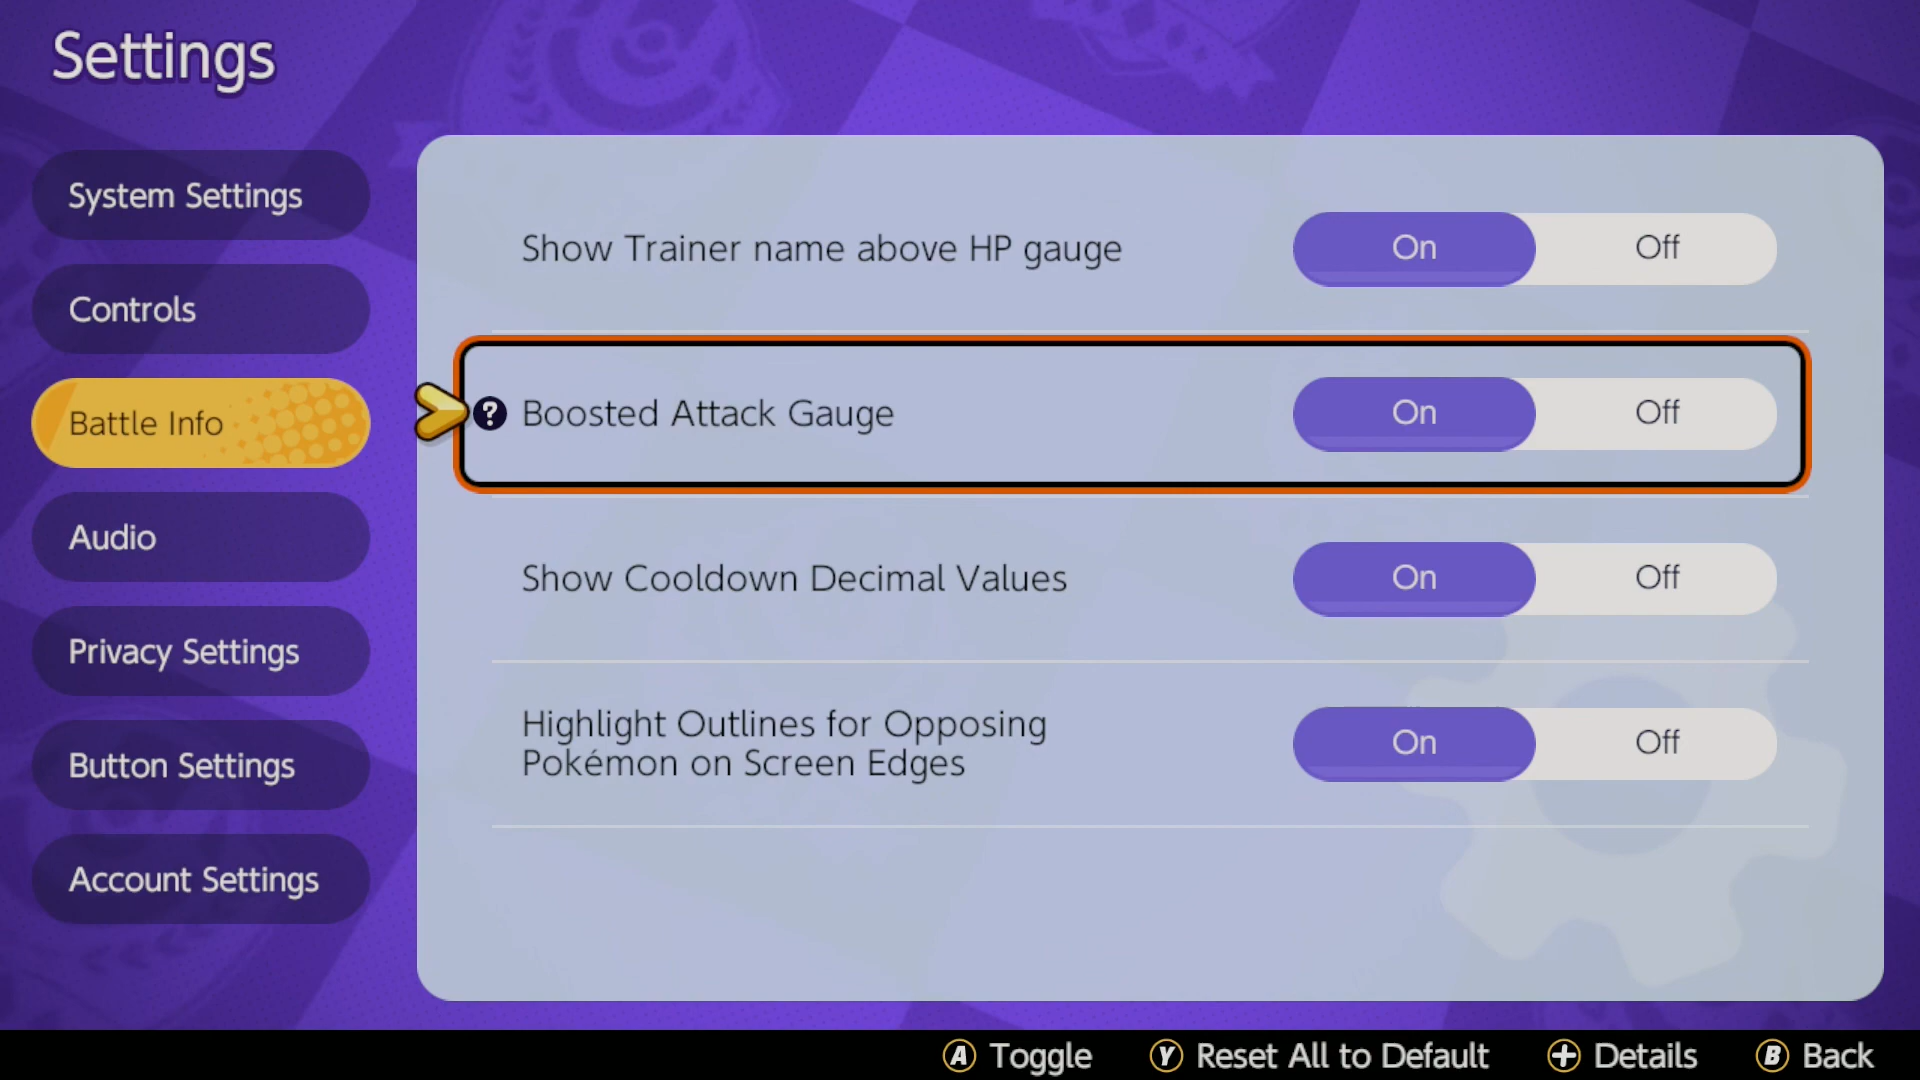 Settings
System Settings
Controls
Battle Info
Audio
Privacy Settings
Button Settings
Account Settings
Show Trainer name above HP gauge
On
Off
? Boosted Attack Gauge
On
Off
Show Cooldown Decimal Values
On
Off
Highlight Outlines for Opposing
Pokémon on Screen Edges
On
Off
A Toggle
Y Reset All to Default
+ Details
B Back